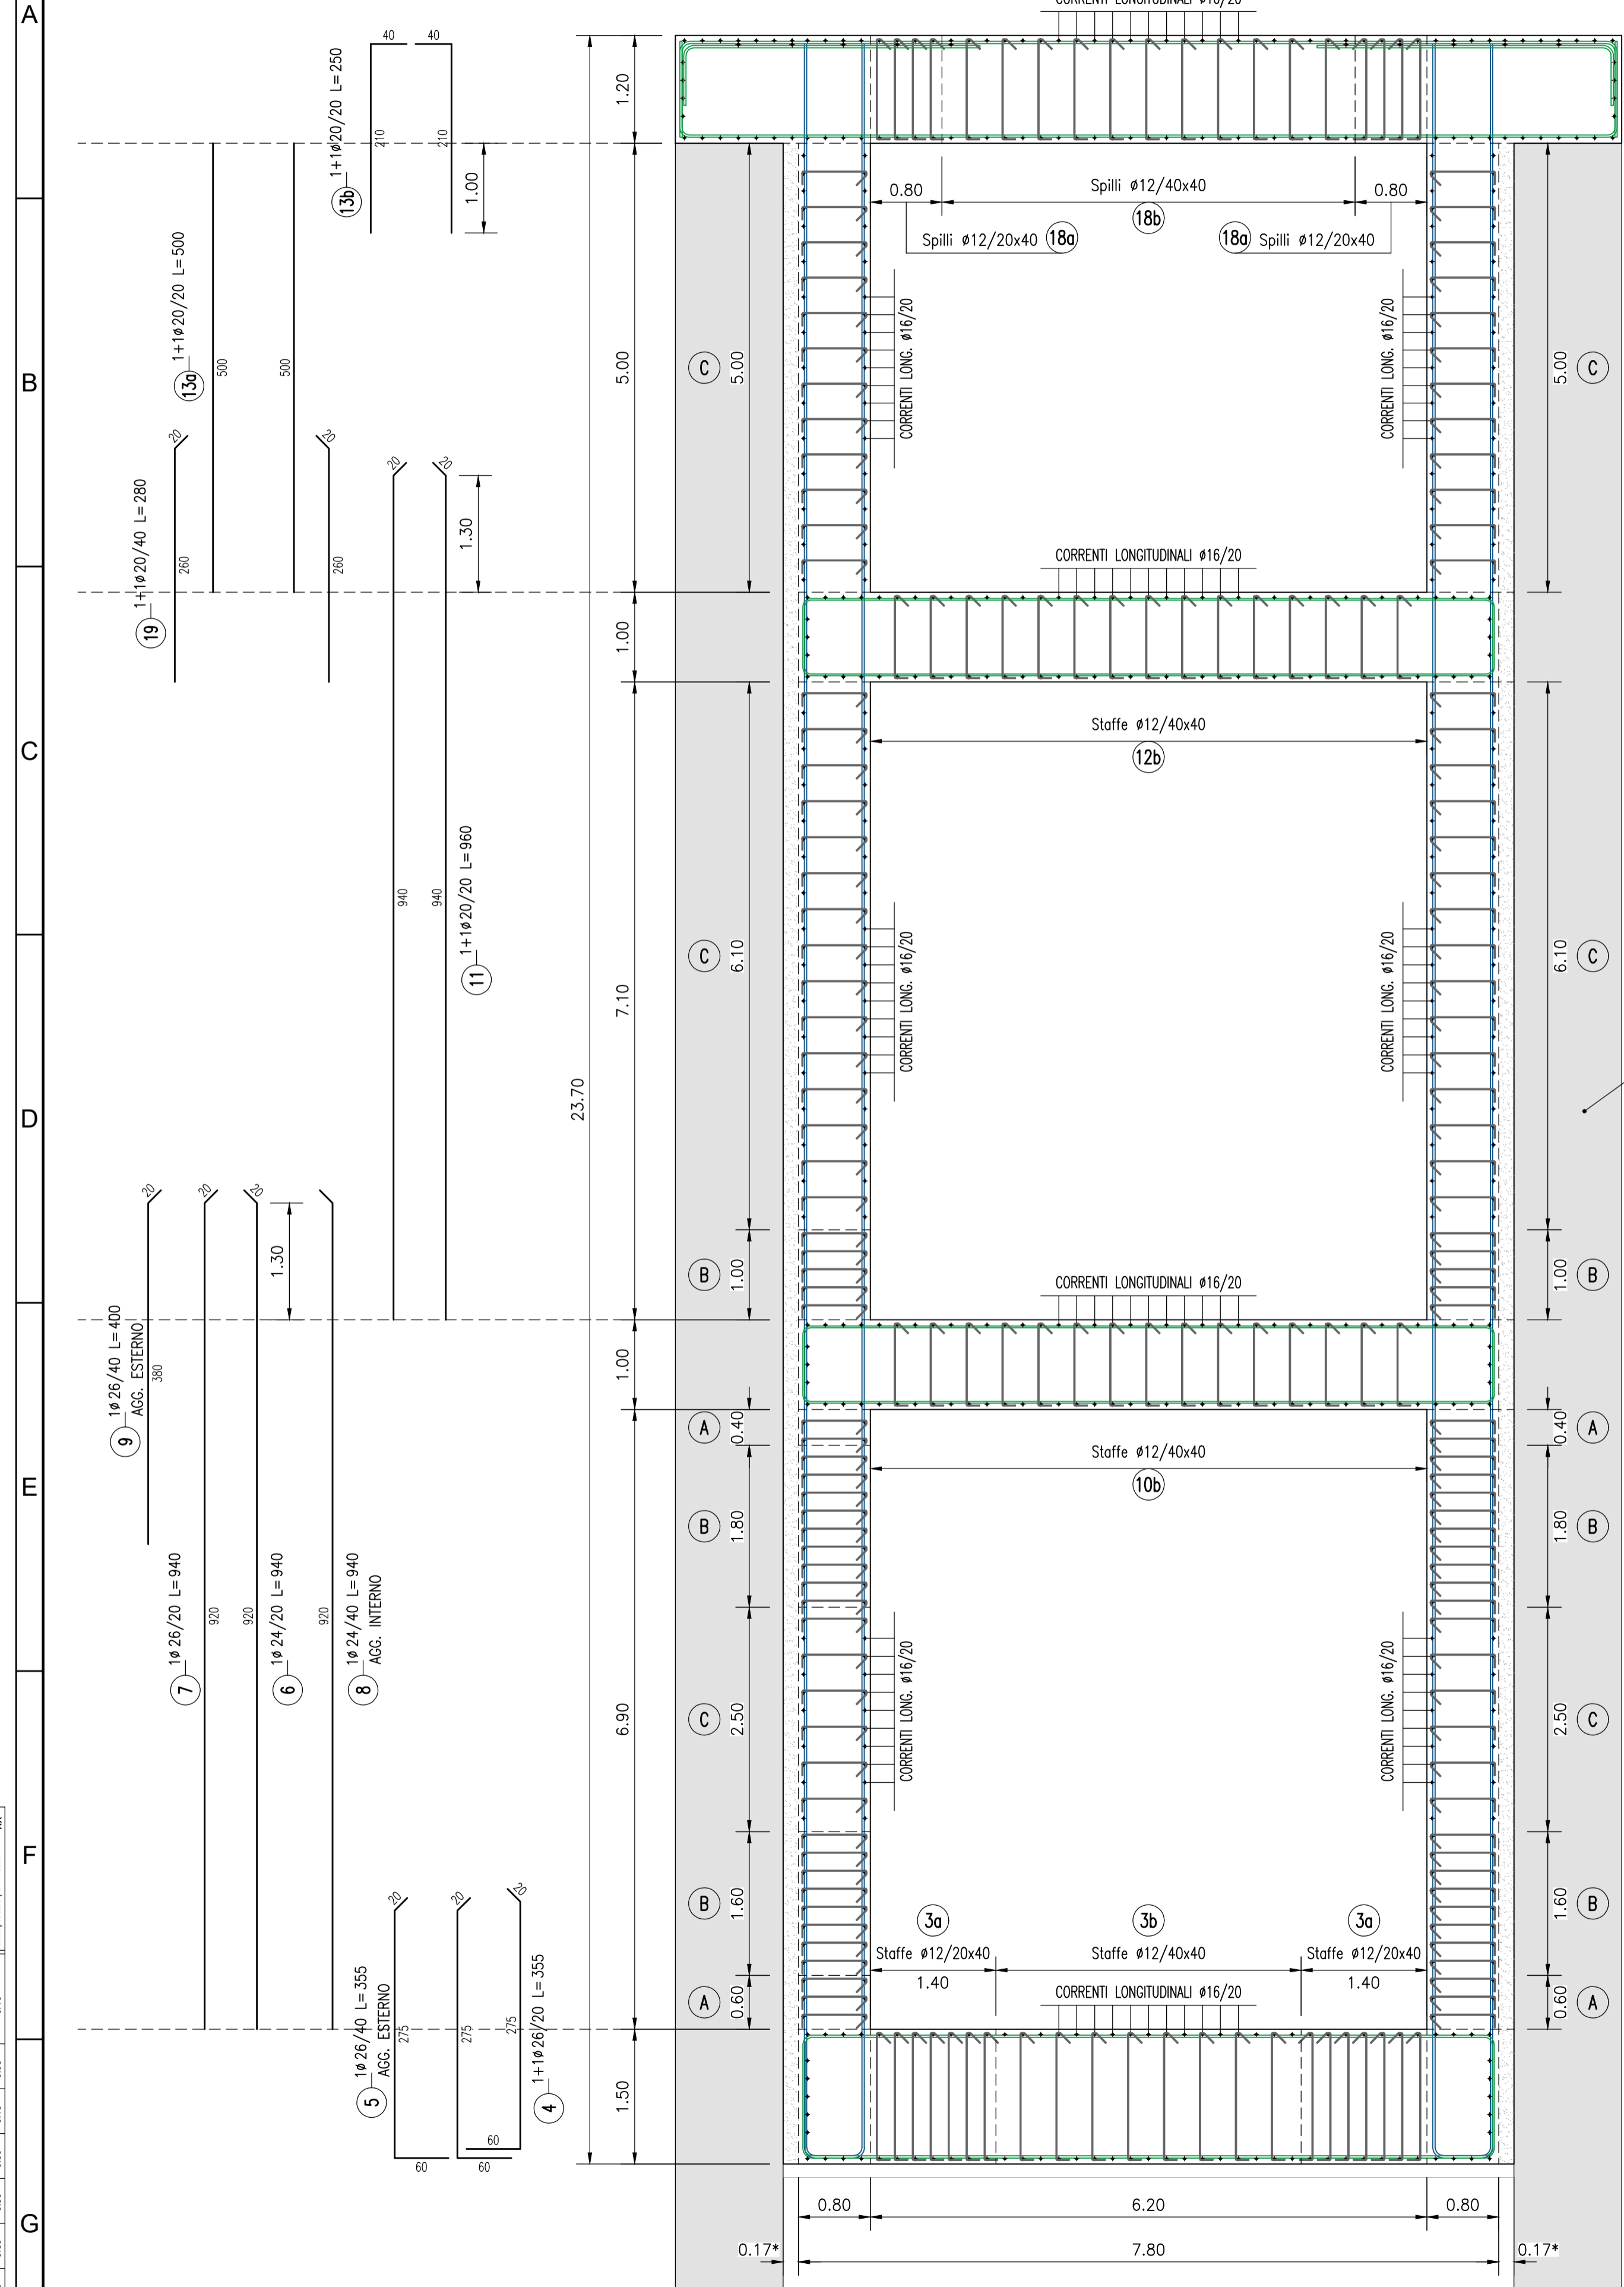 A
B
C
D
E
F
G
CORRENTI LONGITUDINALI ø16/20
40
40
13b 1+1ø20/20 L=250
210
210
1.00
1.20
13a 1+1ø20/20 L=500
500
500
5.00
19 1+1ø20/40 L=280
20
260
20
260
20
20
1.30
1.00
11 1+1ø20/20 L=960
940
940
7.10
23.70
20
20
20
1.30
9 1ø26/40 L=400
AGG. ESTERNO
380
1.00
7 1ø26/20 L=940
920
6 1ø24/20 L=940
920
8 1ø24/40 L=940
AGG. INTERNO
920
6.90
5 1ø26/40 L=355
AGG. ESTERNO
20
275
60
20
275
60
20
275
60
4 1+1ø26/20 L=355
1.50
0.80
Spilli ø12/40x40
0.80
18b
Spilli ø12/20x40 18a
18a Spilli ø12/20x40
C 5.00
CORRENTI LONG. ø16/20
CORRENTI LONG. ø16/20
5.00 C
CORRENTI LONGITUDINALI ø16/20
Staffe ø12/40x40
12b
C 6.10
CORRENTI LONG. ø16/20
CORRENTI LONG. ø16/20
6.10 C
B 1.00
1.00 B
CORRENTI LONGITUDINALI ø16/20
A 0.40
0.40 A
Staffe ø12/40x40
10b
B 1.80
1.80 B
C 2.50
CORRENTI LONG. ø16/20
CORRENTI LONG. ø16/20
2.50 C
B 1.60
1.60 B
3a
3b
3a
Staffe ø12/20x40
Staffe ø12/40x40
Staffe ø12/20x40
1.40
1.40
A 0.60
CORRENTI LONGITUDINALI ø16/20
0.60 A
0.80
6.20
0.80
0.17*
7.80
0.17*